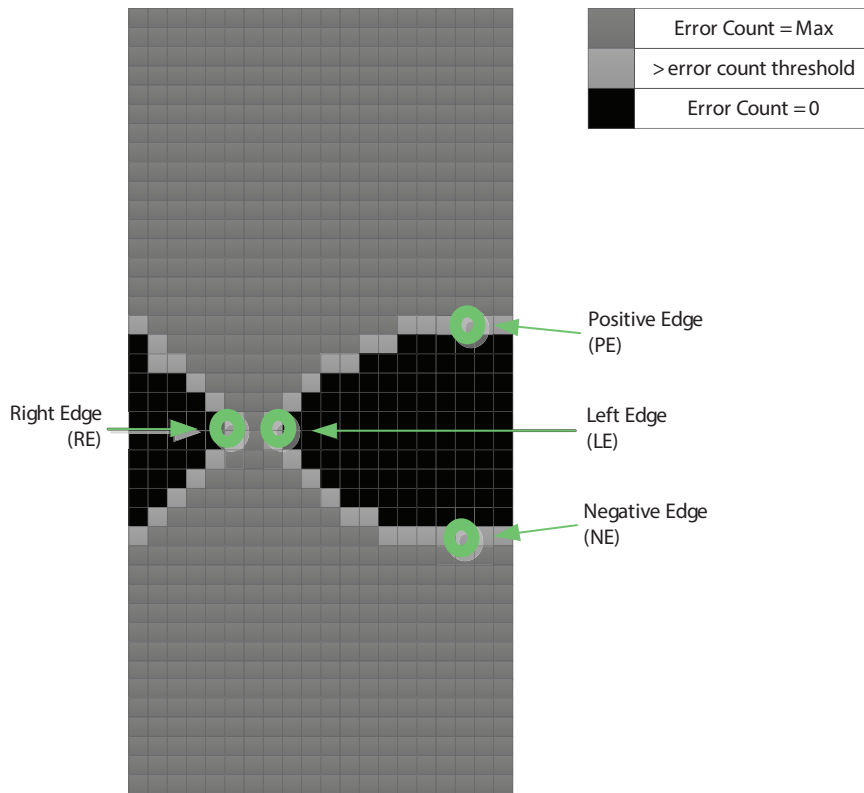 Error Count = Max
> error count threshold
Error Count = 0
Positive Edge
(PE)
Right Edge
(RE)
Left Edge
(LE)
Negative Edge
(NE)